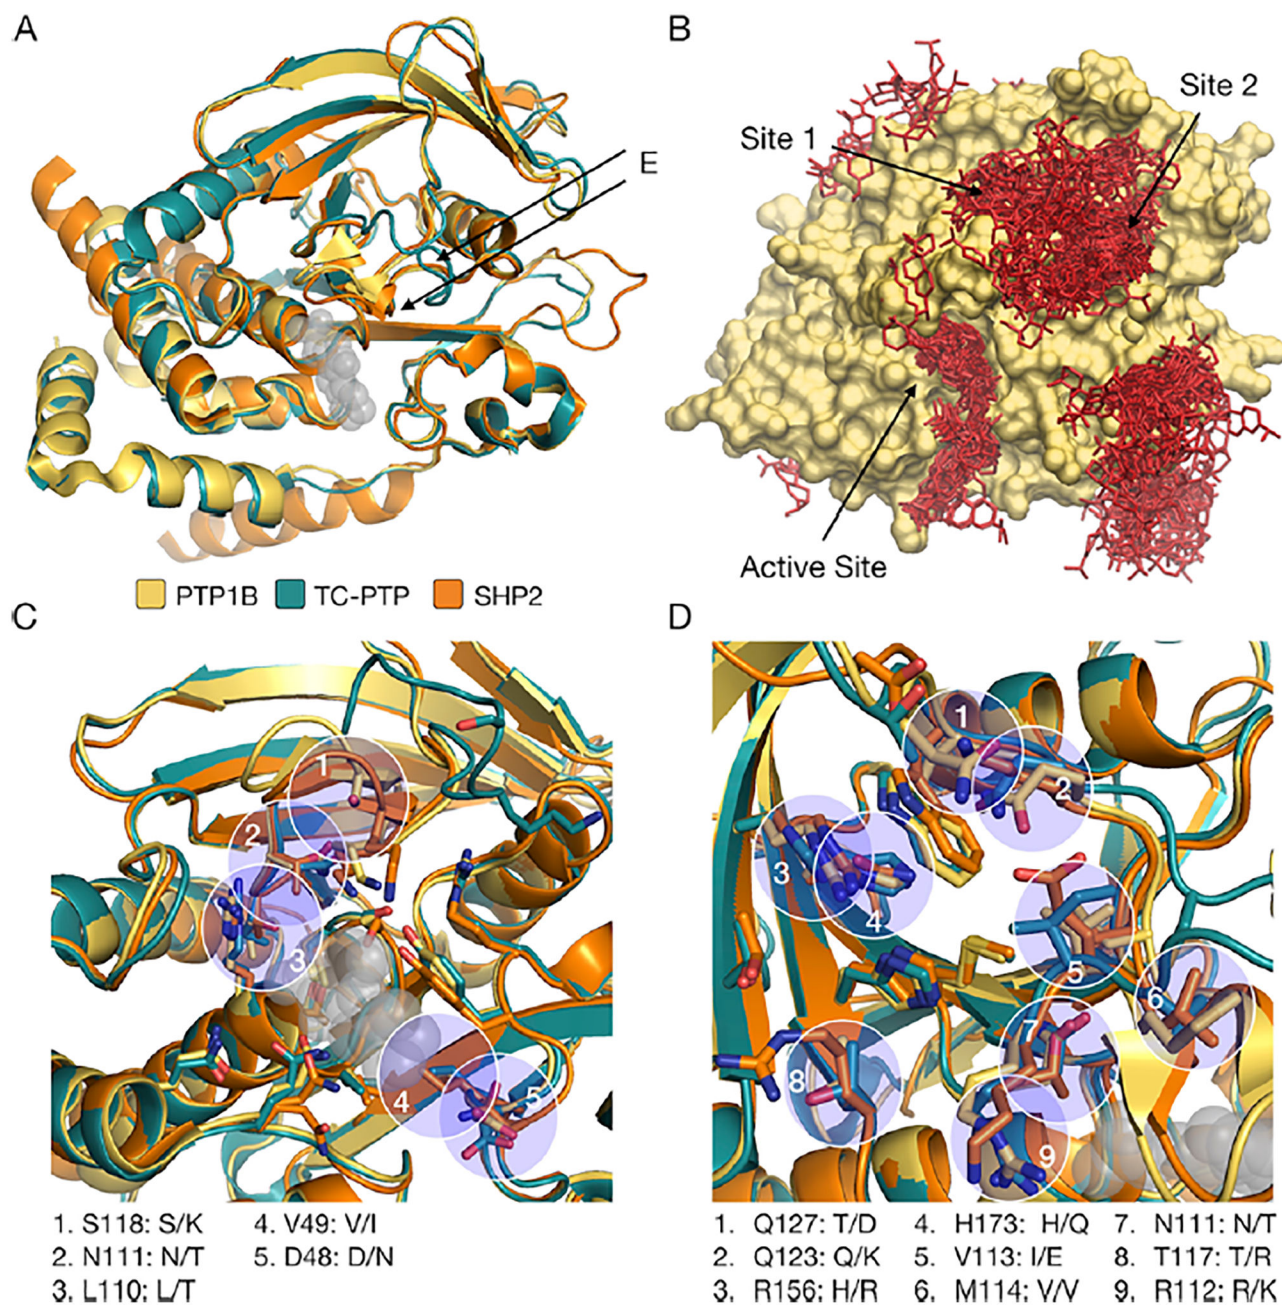 A
B
Site 2
Site 1
E
Active Site
PTP1B TC-PTP SHP2
C
D
1
2
3
4
5
1
2
3
4
5
6
7
8
9
1. S118: S/K 4. V49: V/I
2. N111: N/T 5. D48: D/N
3. L110: L/T
1. Q127: T/D 4. H173: H/Q 7. N111: N/T
2. Q123: Q/K 5. V113: I/E 8. T117: T/R
3. R156: H/R 6. M114: V/V 9. R112: R/K